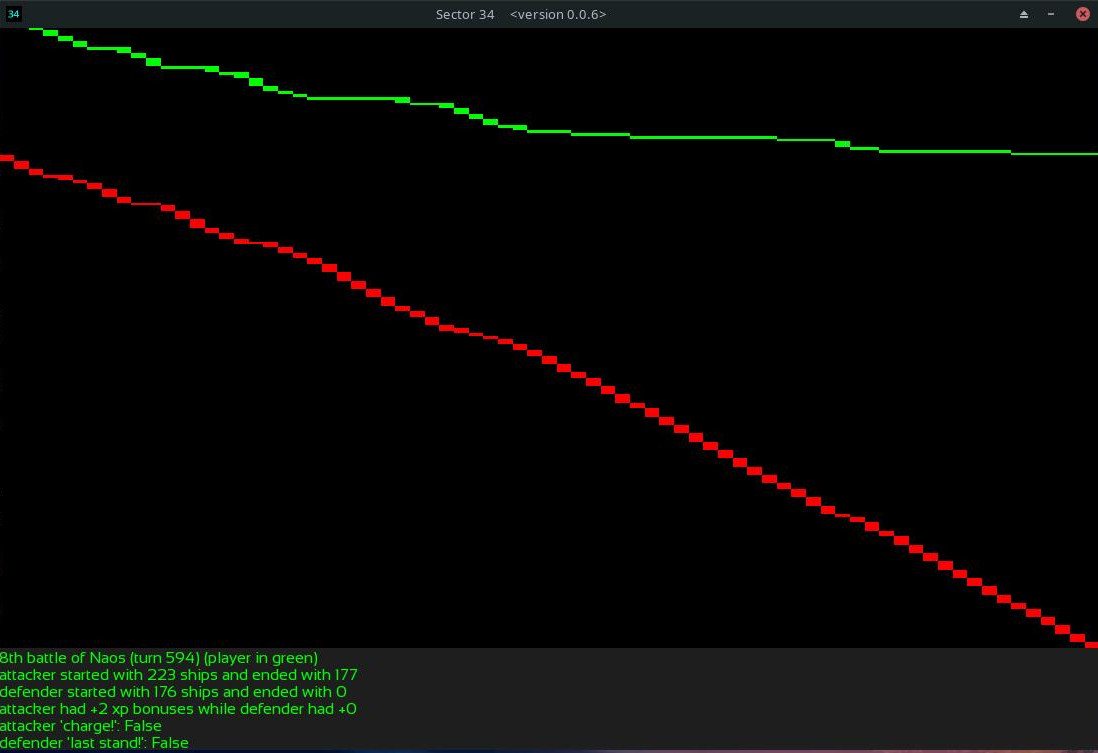 34
Sector 34 <version 0.0.6>
8th battle of Naos (turn 594) (player in green)
attacker started with 223 ships and ended with 177
defender started with 176 ships and ended with 0
attacker had +2 xp bonuses while defender had +0
attacker 'charge!': False
defender 'last stand!': False